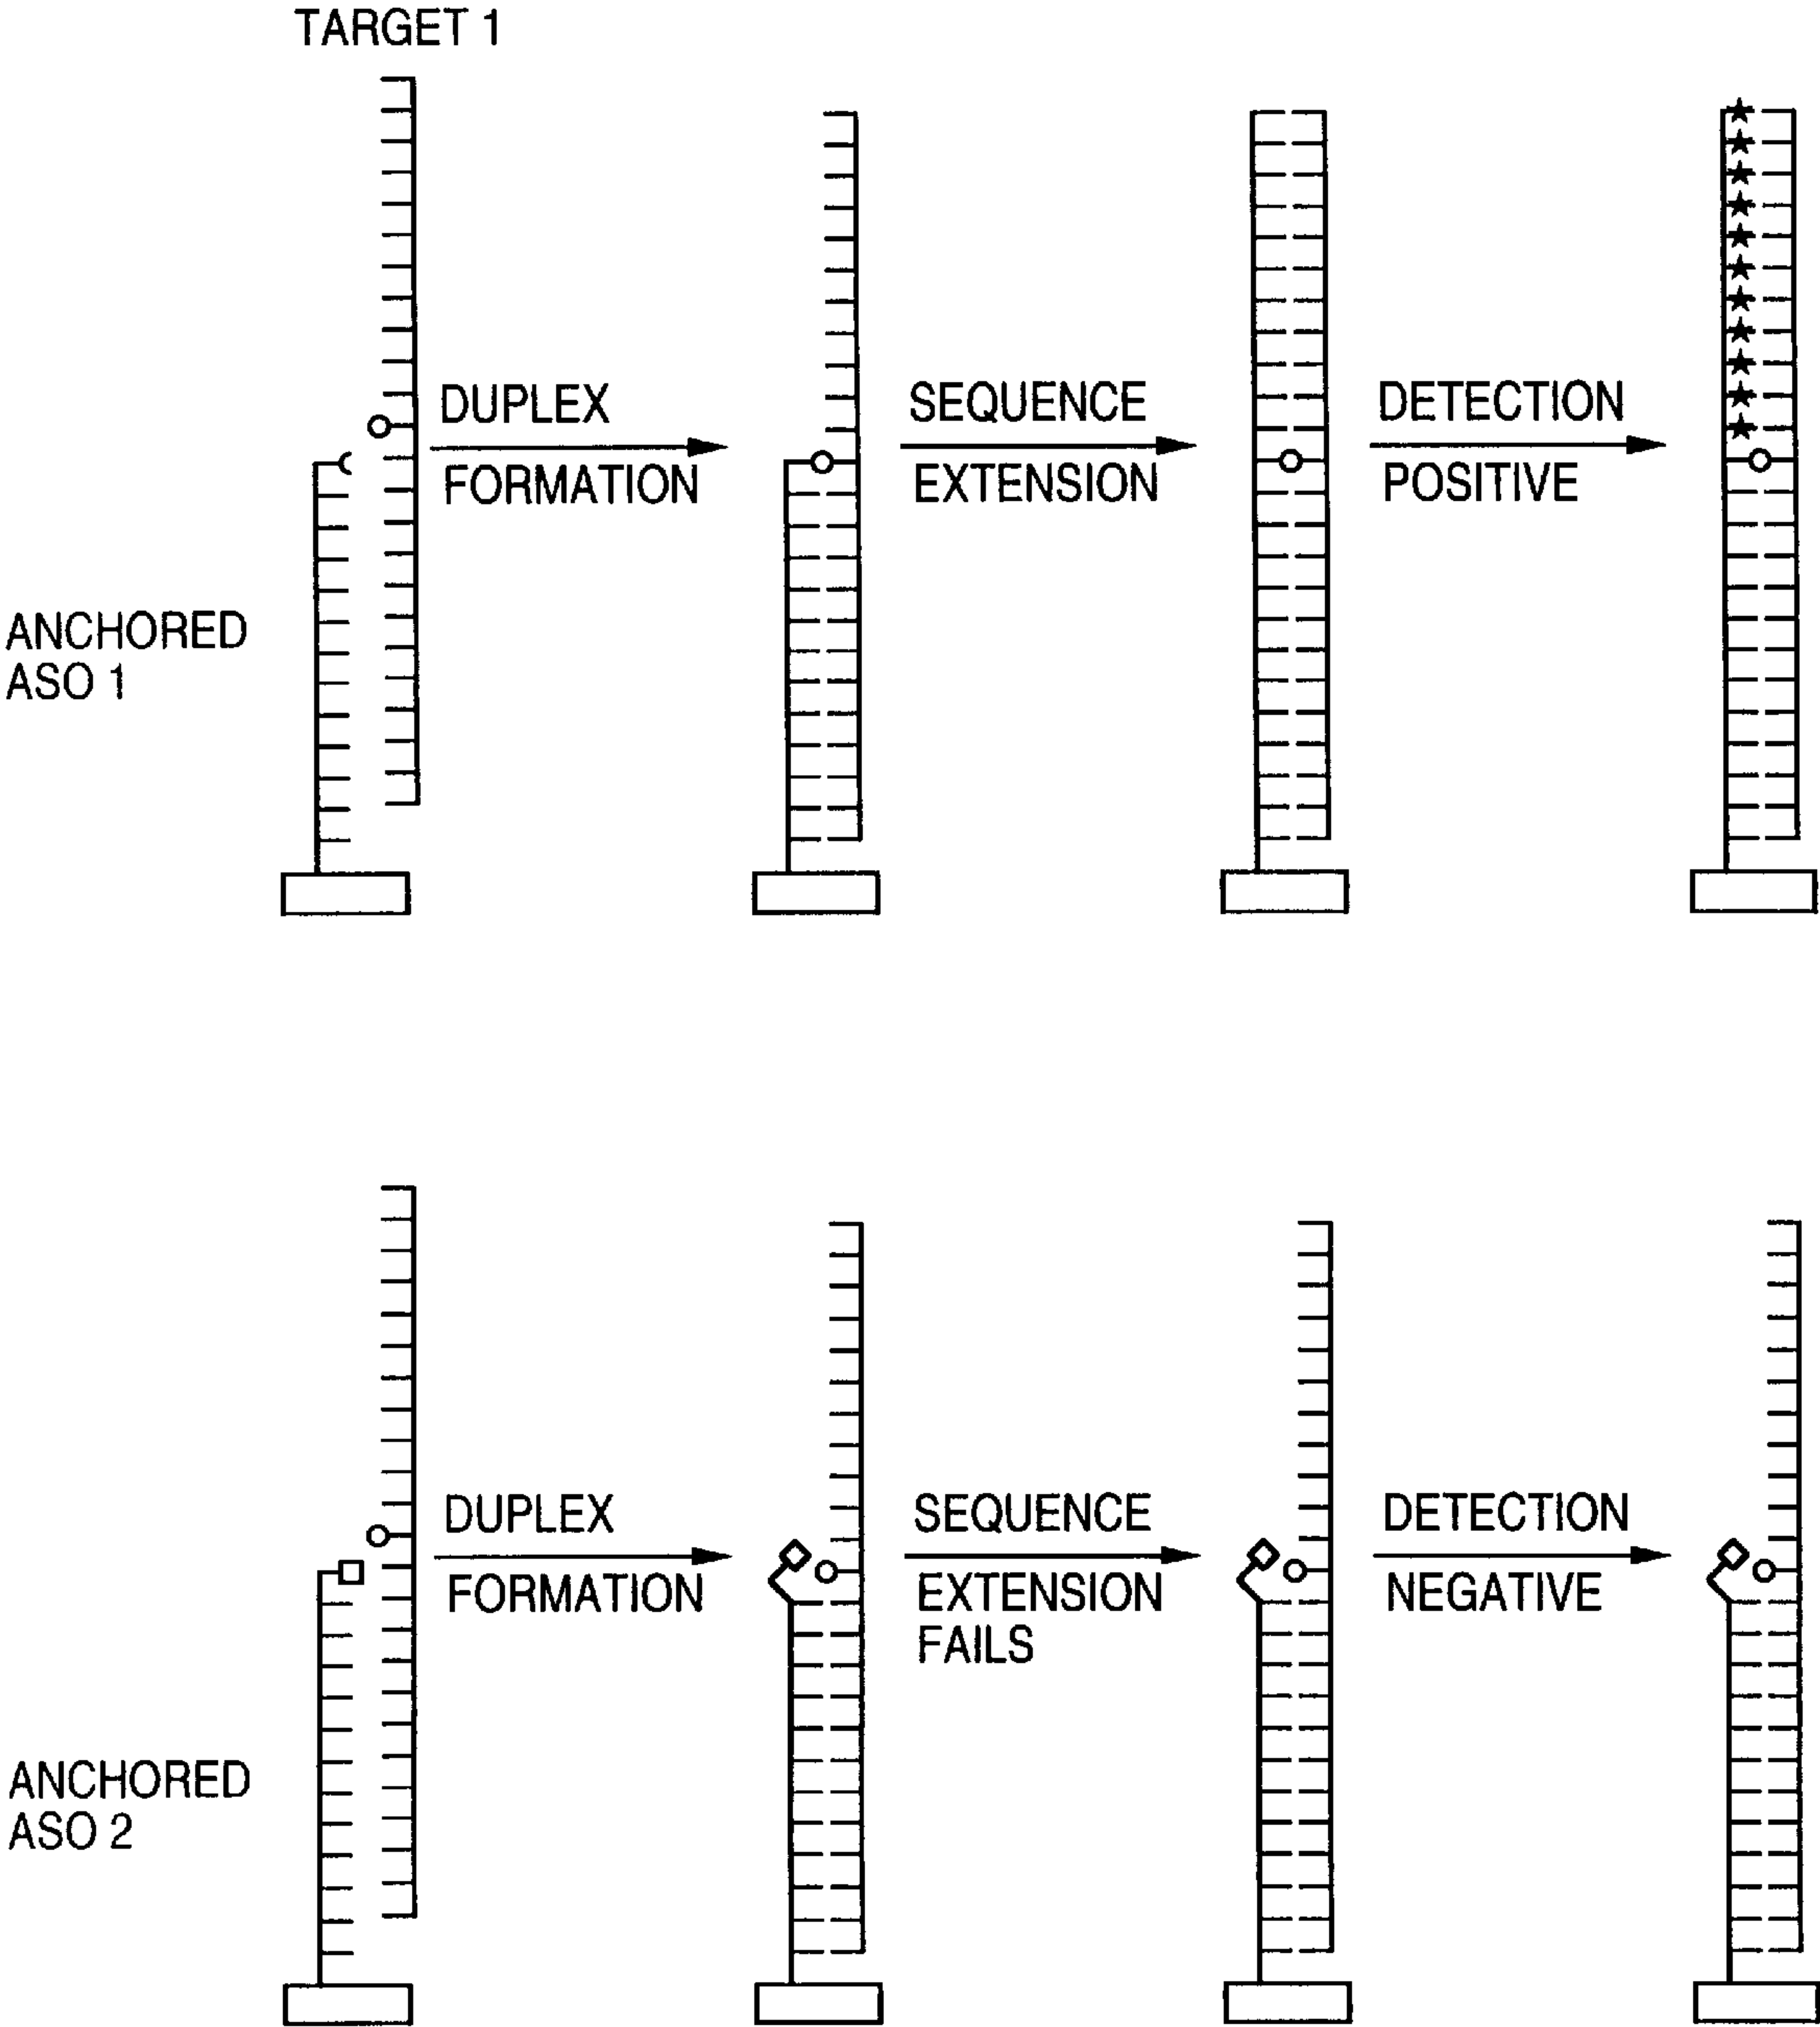 TARGET 1
DUPLEX
FORMATION
SEQUENCE
EXTENSION
DETECTION
POSITIVE
ANCHORED
ASO 1
DUPLEX
FORMATION
SEQUENCE
EXTENSION
FAILS
DETECTION
NEGATIVE
ANCHORED
ASO 2